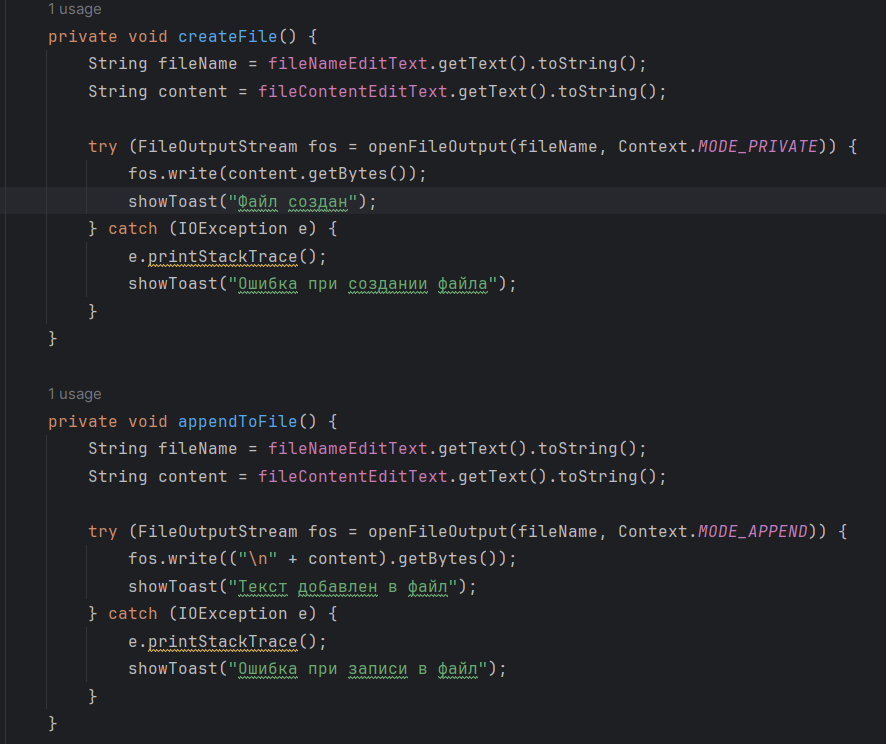 1 usage
private void createFile() {
String fileName = fileNameEditText.getText().toString();
String content = fileContentEditText.getText().toString();
try (FileOutputStream fos = openFileOutput(fileName, Context.MODE_PRIVATE)) {
fos.write(content.getBytes());
showToast("Файл создан");
} catch (IOException e) {
e.printStackTrace();
showToast("Ошибка при создании файла");
}
}
1 usage
private void appendToFile() {
String fileName = fileNameEditText.getText().toString();
String content = fileContentEditText.getText().toString();
try (FileOutputStream fos = openFileOutput(fileName, Context.MODE_APPEND)) {
fos.write(("\n" + content).getBytes());
showToast("Текст добавлен в файл");
} catch (IOException e) {
e.printStackTrace();
showToast("Ошибка при записи в файл");
}
}